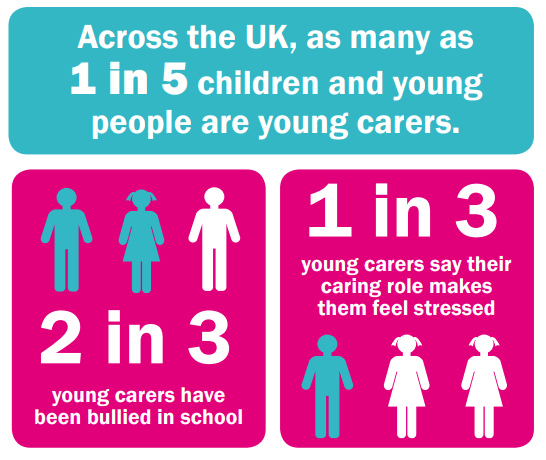 Across the UK, as many as
1 in 5 children and young
people are young carers.
2 in 3
young carers have
been bullied in school
1 in 3
young carers say their
caring role makes
them feel stressed